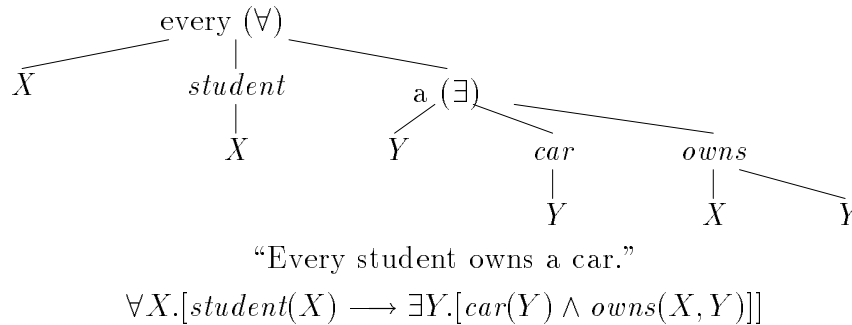 every (∀)
X student a (∃)
X Y car owns
Y X Y
“Every student owns a car.”
∀X.[student(X) ⟶ ∃Y.[car(Y) ∧ owns(X, Y)]]